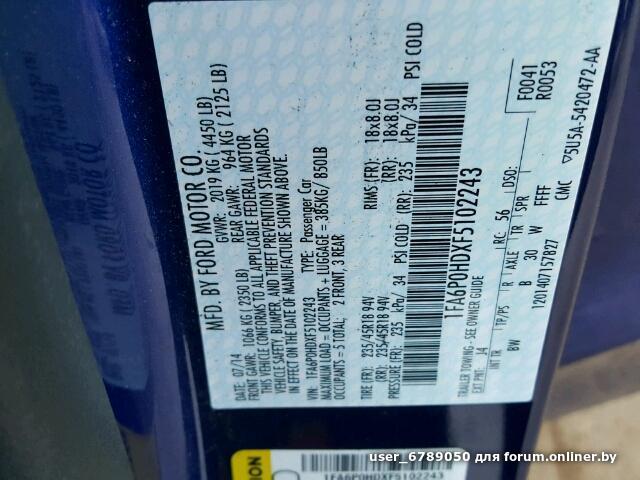 MFD. BY FORD MOTOR CO.
07/14
GVWR: 2019 KG ( 4450 LB)
FRONT GAWR: 1066 KG ( 2350 LB)
REAR GAWR: 964 KG ( 2125 LB)
THIS VEHICLE CONFORMS TO ALL APPLICABLE FEDERAL MOTOR
VEHICLE SAFETY, BUMPER, AND THEFT PREVENTION STANDARDS
IN EFFECT ON THE DATE OF MANUFACTURE SHOWN ABOVE.
VIN: 1FA6P0HDXF5102243
TYPE: Passenger Car
MAXIMUM LOAD = OCCUPANTS + LUGGAGE = 385KG/ 850LB
OCCUPANTS = 5 TOTAL: 2 FRONT, 3 REAR
TIRE (FR): 235/45R18 94V RIMS (FR): 18x8.0J
(RR): 235/45R18 94V (RR): 18x8.0J
PRESSURE (FR): 235 kPa/ 34 PSI COLD (RR): 235 kPa/ 34 PSI COLD
1FA6P0HDXF5102243
TRAILER TOWING - SEE OWNER GUIDE
F0041
R0053
EXT PNT: J4 RC: 56 DSO:
TP/PS R AXLE TR SPR
BW I B 30 W FFFF
1201407157827 CMC
▽5U5A-5420472-AA
1FA6P0HDXF5102243
user_6789050 для forum.onliner.by